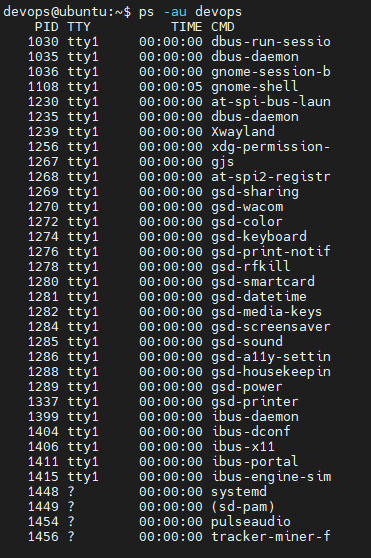 devops@ubuntu:~$ ps -au devops
PID TTY TIME CMD
1030 tty1 00:00:00 dbus-run-sessio
1035 tty1 00:00:00 dbus-daemon
1036 tty1 00:00:00 gnome-session-b
1108 tty1 00:00:05 gnome-shell
1230 tty1 00:00:00 at-spi-bus-laun
1235 tty1 00:00:00 dbus-daemon
1239 tty1 00:00:00 Xwayland
1256 tty1 00:00:00 xdg-permission-
1267 tty1 00:00:00 gjs
1268 tty1 00:00:00 at-spi2-registr
1269 tty1 00:00:00 gsd-sharing
1270 tty1 00:00:00 gsd-wacom
1272 tty1 00:00:00 gsd-color
1274 tty1 00:00:00 gsd-keyboard
1276 tty1 00:00:00 gsd-print-notif
1278 tty1 00:00:00 gsd-rfkill
1280 tty1 00:00:00 gsd-smartcard
1281 tty1 00:00:00 gsd-datetime
1282 tty1 00:00:00 gsd-media-keys
1284 tty1 00:00:00 gsd-screensaver
1285 tty1 00:00:00 gsd-sound
1286 tty1 00:00:00 gsd-a11y-settin
1288 tty1 00:00:00 gsd-housekeepin
1289 tty1 00:00:00 gsd-power
1337 tty1 00:00:00 gsd-printer
1399 tty1 00:00:00 ibus-daemon
1404 tty1 00:00:00 ibus-dconf
1406 tty1 00:00:00 ibus-x11
1411 tty1 00:00:00 ibus-portal
1415 tty1 00:00:00 ibus-engine-sim
1448 ? 00:00:00 systemd
1449 ? 00:00:00 (sd-pam)
1454 ? 00:00:00 pulseaudio
1456 ? 00:00:00 tracker-miner-f